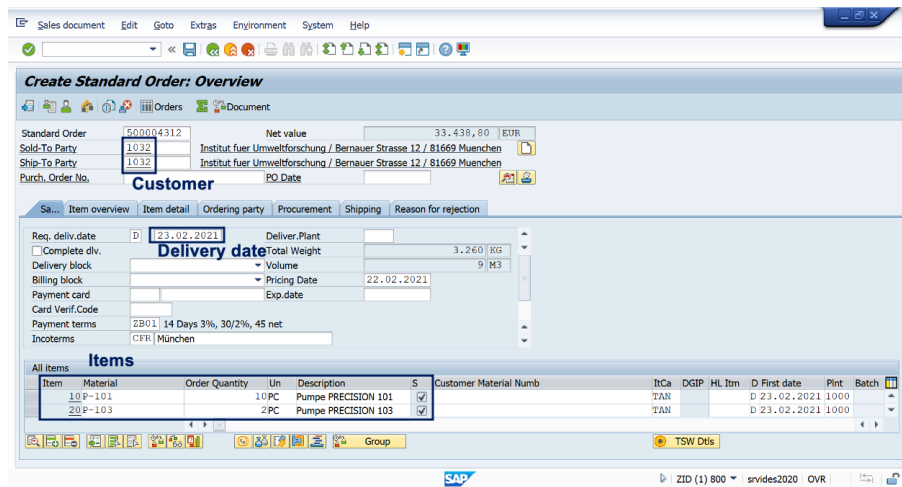 Sales document Edit Goto Extras Environment System Help
Create Standard Order: Overview
Orders Document
Standard Order 500004312 Net value 33.438,80 EUR
Sold-To Party 1032 Institut fuer Umweltforschung / Bernauer Strasse 12 / 81669 Muenchen
Ship-To Party 1032 Institut fuer Umweltforschung / Bernauer Strasse 12 / 81669 Muenchen
Purch. Order No. PO Date
Customer
Sa... Item overview Item detail Ordering party Procurement Shipping Reason for rejection
Req. deliv.date D 23.02.2021 Deliver.Plant
Delivery date
Complete dlv. Total Weight 3.260 KG
Delivery block Volume 9 M3
Billing block Pricing Date 22.02.2021
Payment card Exp.date
Card Verif.Code
Payment terms ZB01 14 Days 3%, 30/2%, 45 net
Incoterms CFR München
Items
All items
Item Material Order Quantity Un Description S Customer Material Numb ItCa DGIP HL Itm D First date Plnt Batch
10 P-101 10 PC Pumpe PRECISION 101 TAN D 23.02.2021 1000
20 P-103 2 PC Pumpe PRECISION 103 TAN D 23.02.2021 1000
Group TSW Dtls
SAP ZID (1) 800 srvides2020 OVR